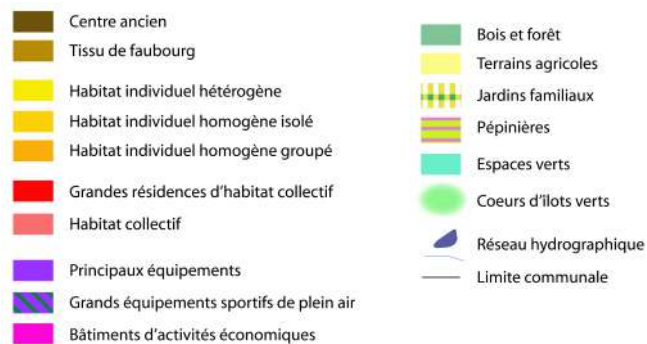 Centre ancien
Tissu de faubourg
Habitat individuel hétérogène
Habitat individuel homogène isolé
Habitat individuel homogène groupé
Grandes résidences d'habitat collectif
Habitat collectif
Principaux équipements
Grands équipements sportifs de plein air
Bâtiments d'activités économiques
Bois et forêt
Terrains agricoles
Jardins familiaux
Pépinières
Espaces verts
Coeurs d'îlots verts
Réseau hydrographique
Limite communale